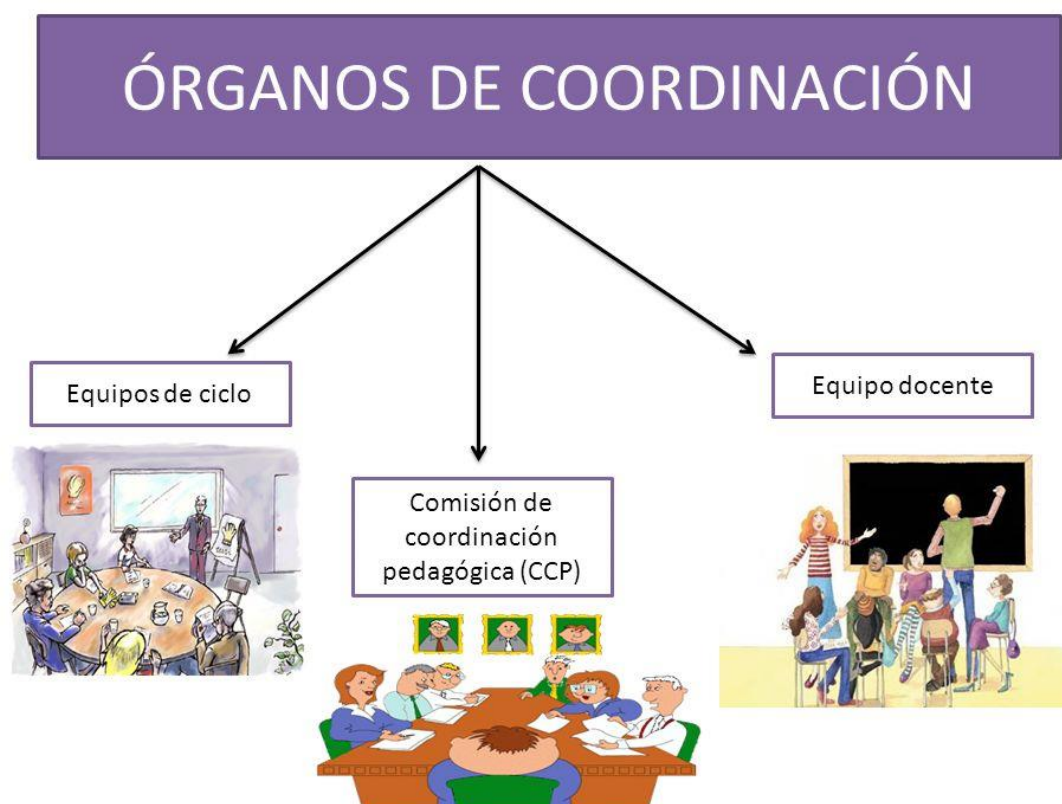 ÓRGANOS DE COORDINACIÓN
Equipos de ciclo
Comisión de
coordinación
pedagógica (CCP)
Equipo docente